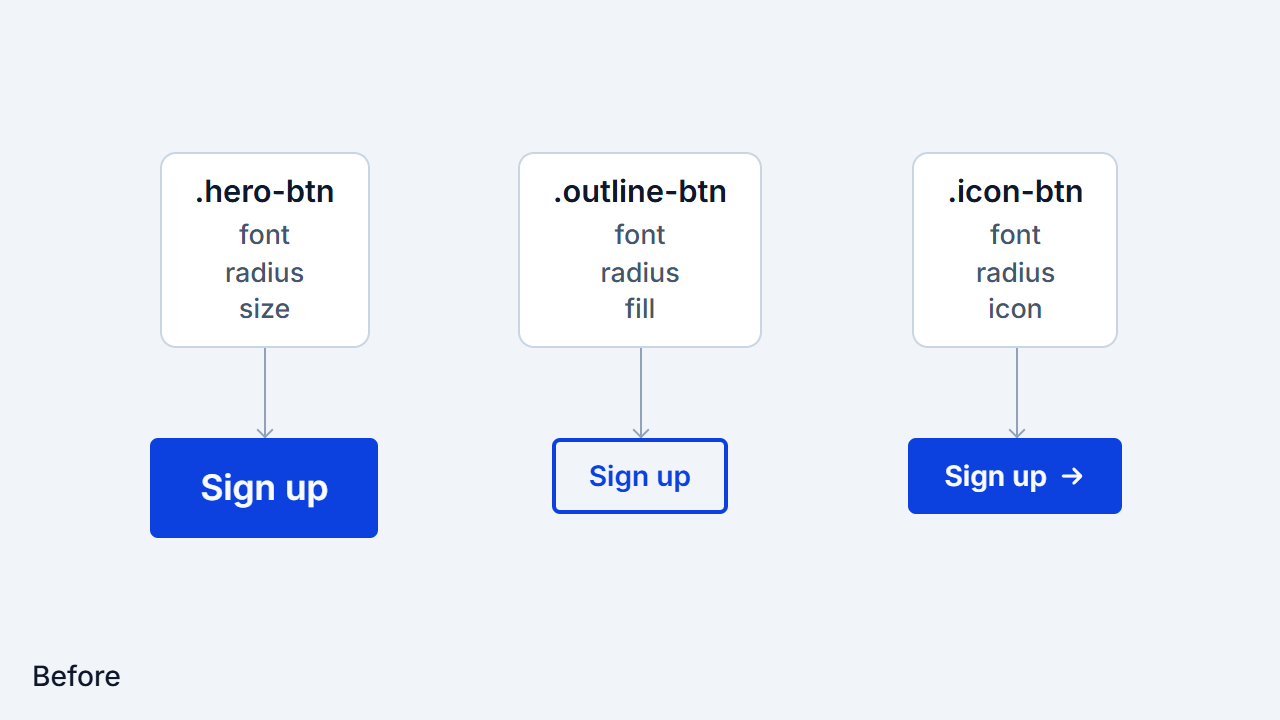 .hero-btn
font
radius
size
.outline-btn
font
radius
fill
.icon-btn
font
radius
icon
Sign up
Sign up
Sign up →
Before